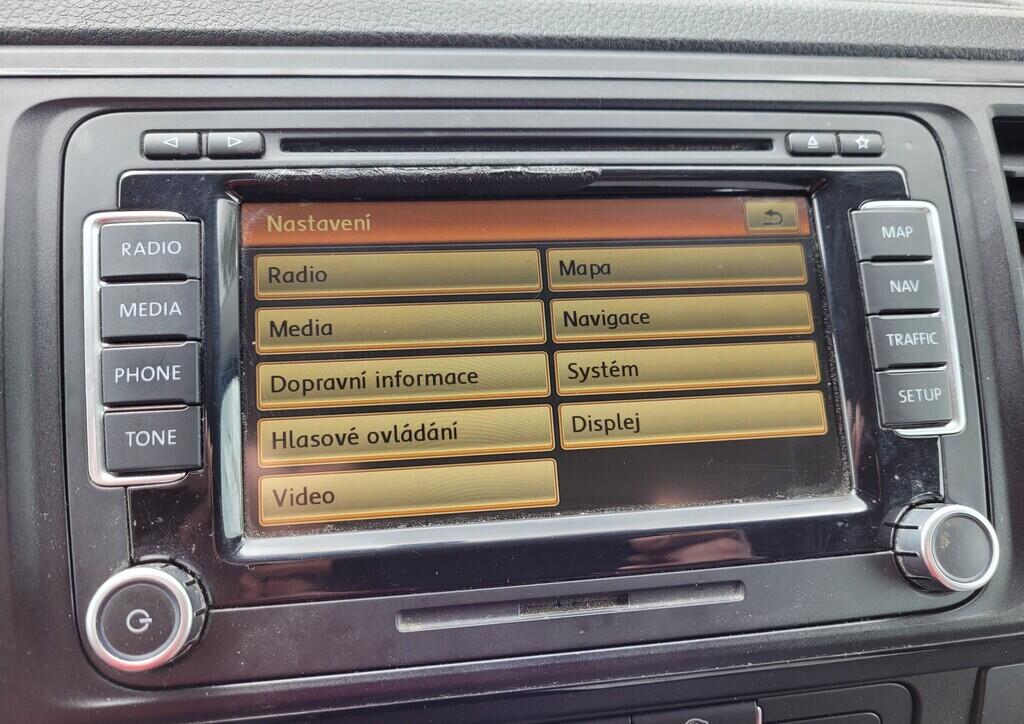 Nastavení
RADIO
MEDIA
PHONE
TONE
Radio
Media
Dopravní informace
Hlasové ovládání
Video
Mapa
Navigace
Systém
Displej
MAP
NAV
TRAFFIC
SETUP